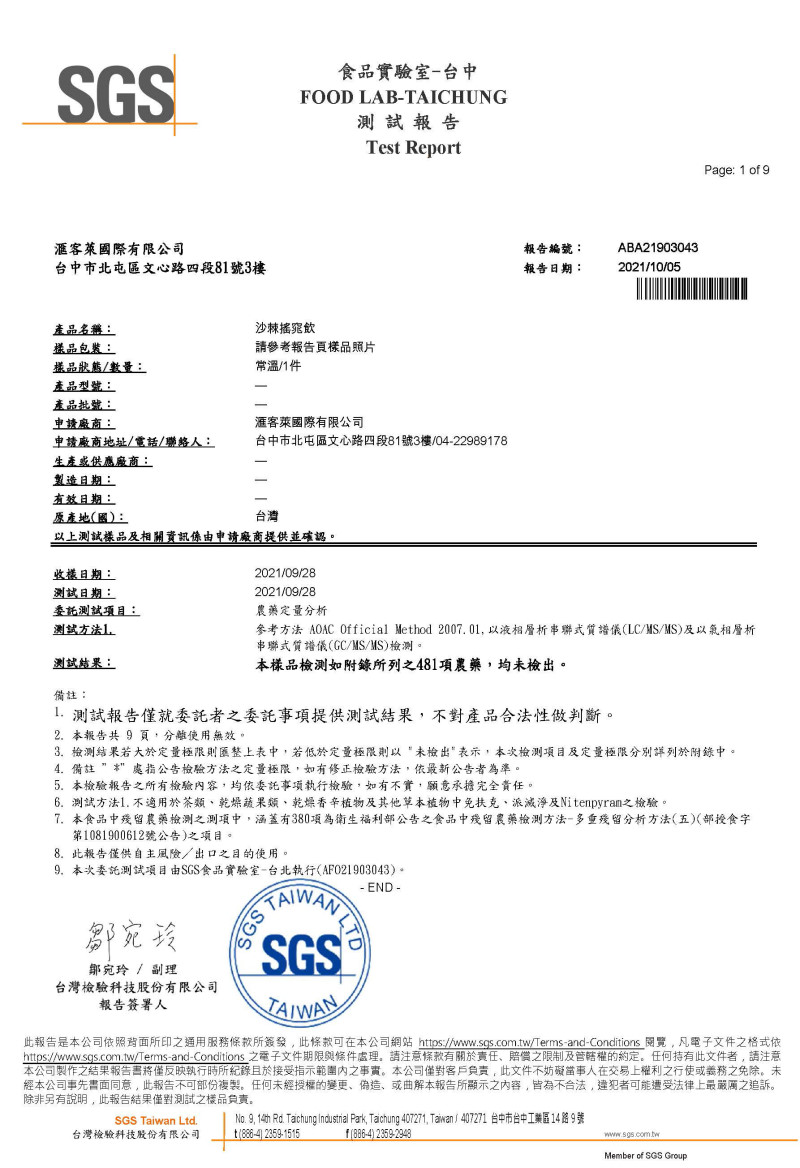 SGS
食品實驗室-台中
FOOD LAB-TAICHUNG
測試報告
Test Report
Page: 1 of 9
滙客萊國際有限公司
台中市北屯區文心路四段81號3樓
報告編號： ABA21903043
報告日期： 2021/10/05
產品名稱： 沙棘搖窕飲
樣品包裝： 請參考報告頁樣品照片
樣品狀態/數量： 常溫/1件
產品型號： —
產品批號： —
申請廠商： 滙客萊國際有限公司
申請廠商地址/電話/聯絡人： 台中市北屯區文心路四段81號3樓/04-22989178
生產或供應廠商： —
製造日期： —
有效日期： —
原產地(國)： 台灣
以上測試樣品及相關資訊係由申請廠商提供並確認。
收樣日期： 2021/09/28
測試日期： 2021/09/28
委託測試項目： 農藥定量分析
測試方法1. 參考方法 AOAC Official Method 2007.01,以液相層析串聯式質譜儀(LC/MS/MS)及以氣相層析
串聯式質譜儀(GC/MS/MS)檢測。
測試結果： 本樣品檢測如附錄所列之481項農藥，均未檢出。
備註：
1. 測試報告僅就委託者之委託事項提供測試結果，不對產品合法性做判斷。
2. 本報告共 9 頁，分離使用無效。
3. 檢測結果若大於定量極限則匯整上表中，若低於定量極限則以 "未檢出"表示，本次檢測項目及定量極限分別詳列於附錄中。
4. 備註 " *" 處指公告檢驗方法之定量極限，如有修正檢驗方法，依最新公告者為準。
5. 本檢驗報告之所有檢驗內容，均依委託事項執行檢驗，如有不實，願意承擔完全責任。
6. 測試方法1.不適用於茶類、乾燥蔬果類、乾燥香辛植物及其他草本植物中免扶克、派滅淨及Nitenpyram之檢驗。
7. 本食品中殘留農藥檢測之測項中，涵蓋有380項為衛生福利部公告之食品中殘留農藥檢測方法-多重殘留分析方法(五)(部授食字
第1081900612號公告)之項目。
8. 此報告僅供自主風險／出口之目的使用。
9. 本次委託測試項目由SGS食品實驗室-台北執行(AFO21903043)。
- END -
鄒宛玲
鄒宛玲 / 副理
台灣檢驗科技股份有限公司
報告簽署人
SGS TAIWAN LTD
SGS
TAIWAN
此報告是本公司依照背面所印之通用服務條款所簽發，此條款可在本公司網站 https://www.sgs.com.tw/Terms-and-Conditions 閱覽，凡電子文件之格式依
https://www.sgs.com.tw/Terms-and-Conditions 之電子文件期限與條件處理。請注意條款有關於責任、賠償之限制及管轄權的約定。任何持有此文件者，請注意
本公司製作之結果報告書將僅反映執行時所紀錄且於接受指示範圍內之事實。本公司僅對客戶負責，此文件不妨礙當事人在交易上權利之行使或義務之免除。未
經本公司事先書面同意，此報告不可部份複製。任何未經授權的變更、偽造、或曲解本報告所顯示之內容，皆為不合法，違犯者可能遭受法律上最嚴厲之追訴。
除非另有說明，此報告結果僅對測試之樣品負責。
SGS Taiwan Ltd.
台灣檢驗科技股份有限公司
No. 9, 14th Rd. Taichung Industrial Park, Taichung 407271, Taiwan / 407271 台中市台中工業區14路9號
t (886-4) 2359-1515 f (886-4) 2359-2948 www.sgs.com.tw
Member of SGS Group